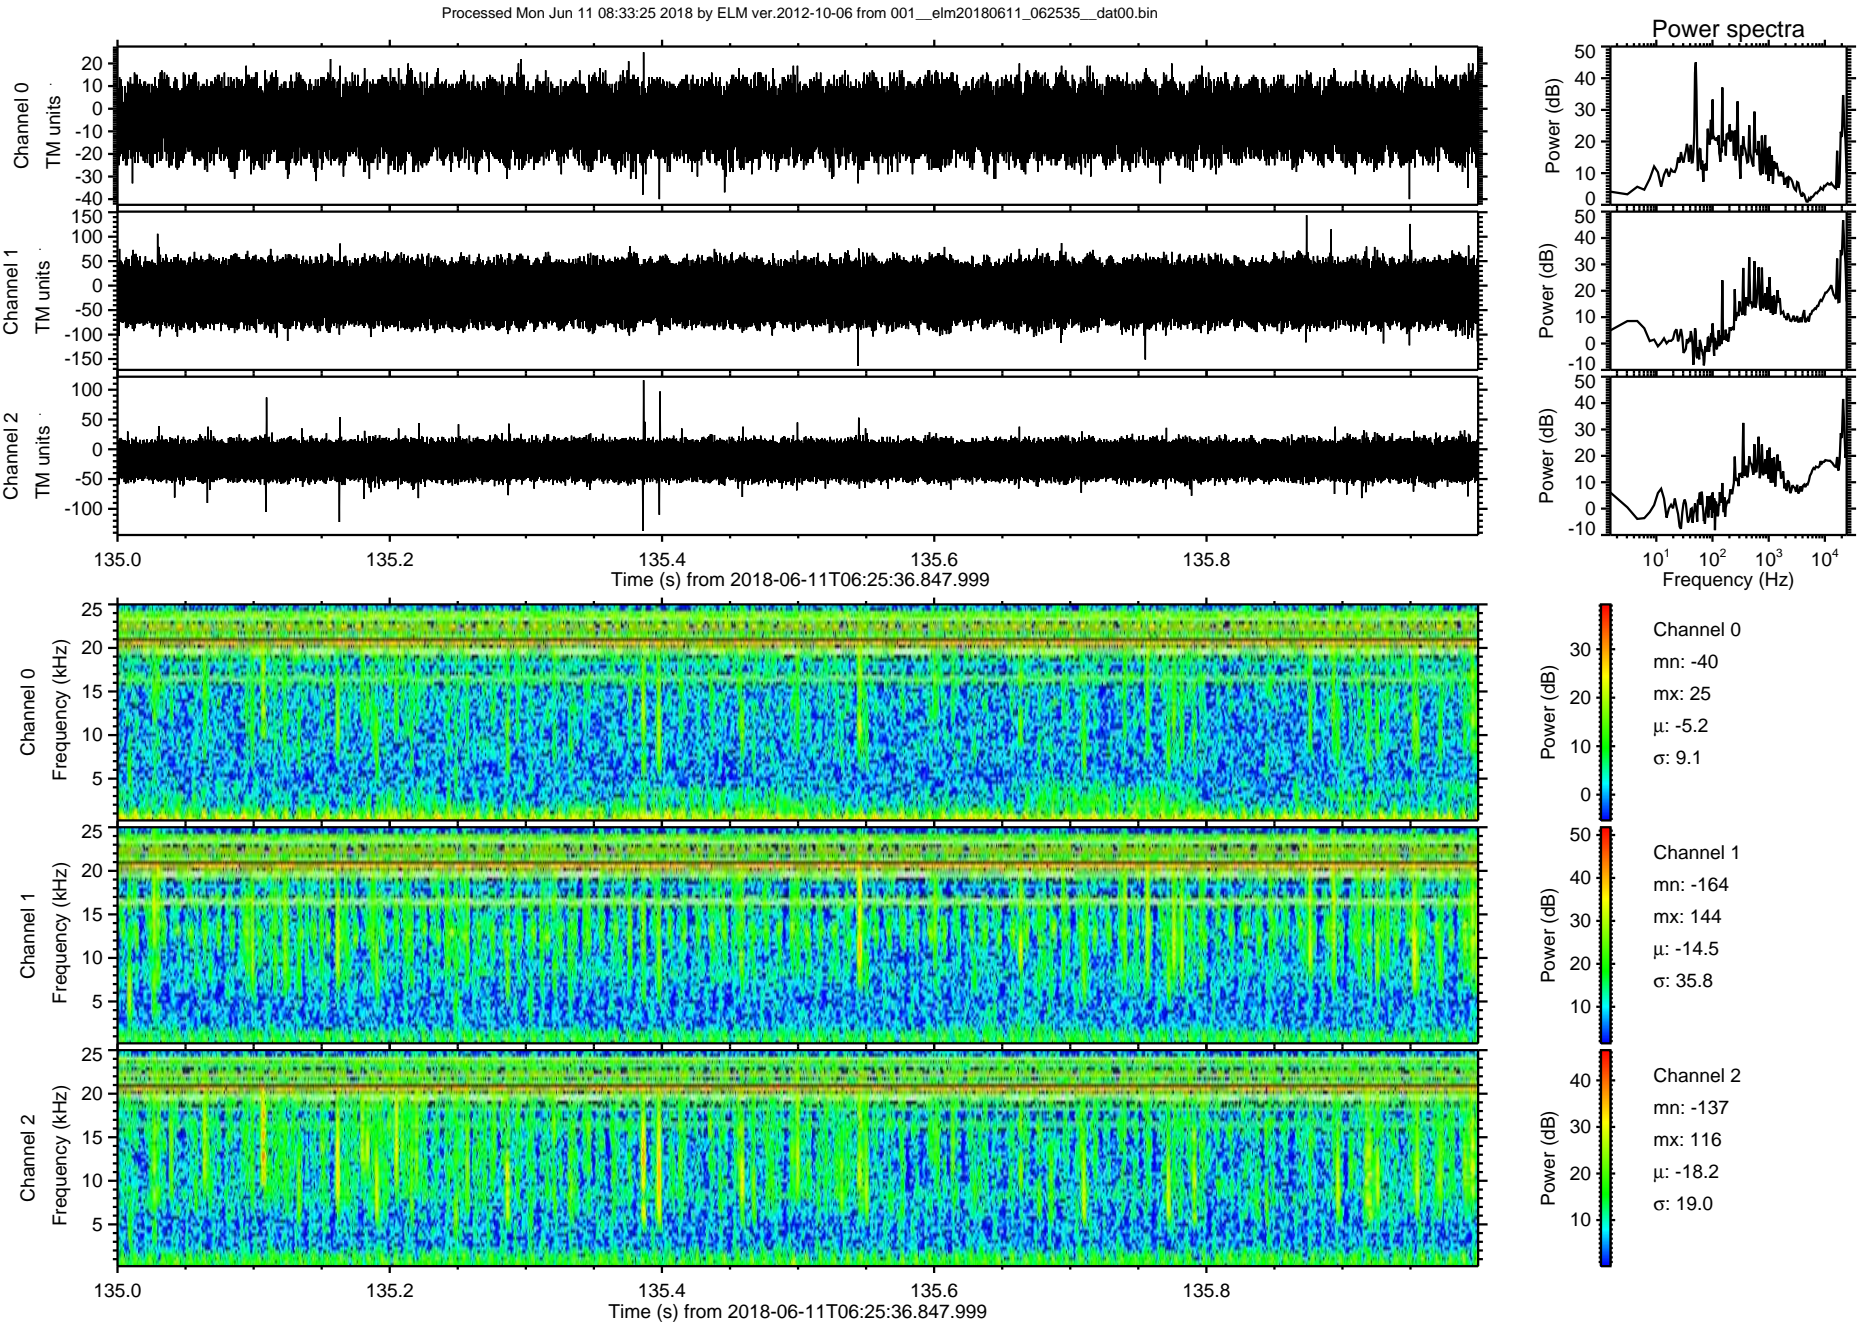 Processed Mon Jun 11 08:33:25 2018 by ELM ver.2012-10-06 from 001__elm20180611_062535__dat00.bin
Power spectra
Channel 0
TM units
20
10
0
-10
-20
-30
-40
Power (dB)
50
40
30
20
10
0
Channel 1
TM units
150
100
50
0
-50
-100
-150
Power (dB)
50
40
30
20
10
0
-10
Channel 2
TM units
100
50
0
-50
-100
Power (dB)
50
40
30
20
10
0
-10
135.0 135.2 135.4 135.6 135.8
Time (s) from 2018-06-11T06:25:36.847.999
10¹ 10² 10³ 10⁴
Frequency (Hz)
Channel 0
Frequency (kHz)
25
20
15
10
5
Power (dB)
30
20
10
0
Channel 0
mn: -40
mx: 25
μ: -5.2
σ: 9.1
Channel 1
Frequency (kHz)
25
20
15
10
5
Power (dB)
50
40
30
20
10
Channel 1
mn: -164
mx: 144
μ: -14.5
σ: 35.8
Channel 2
Frequency (kHz)
25
20
15
10
5
Power (dB)
40
30
20
10
Channel 2
mn: -137
mx: 116
μ: -18.2
σ: 19.0
135.0 135.2 135.4 135.6 135.8
Time (s) from 2018-06-11T06:25:36.847.999